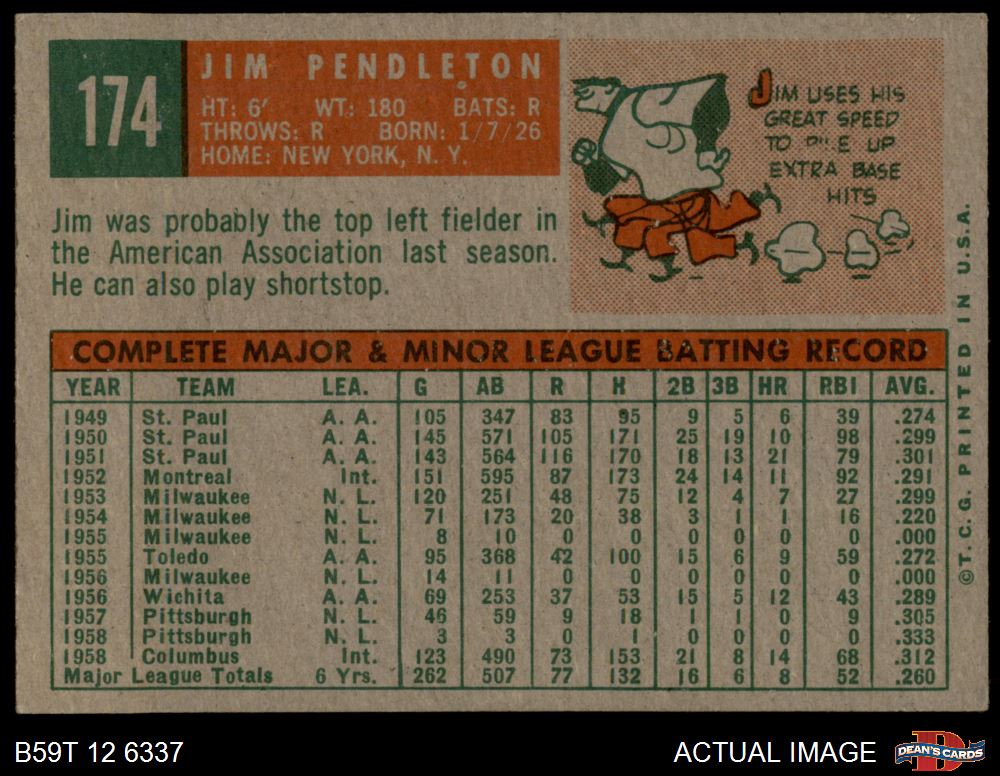 174
JIM PENDLETON
HT: 6' WT: 180 BATS: R
THROWS: R BORN: 1/7/26
HOME: NEW YORK, N. Y.
JIM USES HIS
GREAT SPEED
TO UP
EXTRA BASE
HITS
Jim was probably the top left fielder in
the American Association last season.
He can also play shortstop.
COMPLETE MAJOR & MINOR LEAGUE BATTING RECORD
YEAR TEAM LEA. G AB R H 2B 3B HR RBI AVG.
1949 St. Paul A. A. 105 347 83 95 9 5 6 39 .274
1950 St. Paul A. A. 145 571 105 171 25 19 10 98 .299
1951 St. Paul A. A. 143 564 116 170 18 13 21 79 .301
1952 Montreal Int. 151 595 87 173 24 14 11 92 .291
1953 Milwaukee N. L. 120 251 48 75 12 4 7 27 .299
1954 Milwaukee N. L. 71 173 20 38 3 1 1 16 .220
1955 Milwaukee N. L. 8 10 0 0 0 0 0 0 .000
1955 Toledo A. A. 95 368 42 100 15 6 9 59 .272
1956 Milwaukee N. L. 14 11 0 0 0 0 0 0 .000
1956 Wichita A. A. 69 253 37 53 15 5 12 43 .289
1957 Pittsburgh N. L. 46 59 9 18 1 1 0 9 .305
1958 Pittsburgh N. L. 3 3 0 1 0 0 0 0 .333
1958 Columbus Int. 123 490 73 153 21 8 14 68 .312
Major League Totals 6 Yrs. 262 507 77 132 16 6 8 52 .260
©T.C.G. PRINTED IN U.S.A.
B59T 12 6337
ACTUAL IMAGE
DEAN'S CARDS